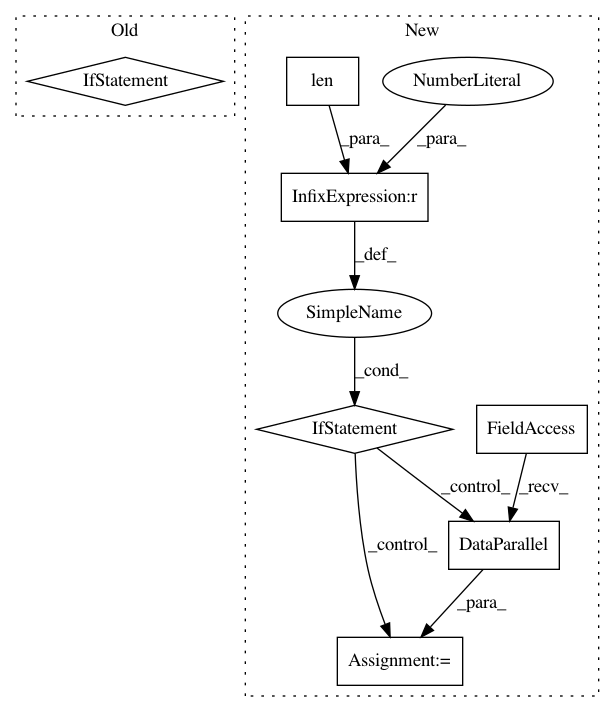 Old
New
IfStatement
len
NumberLiteral
_para_
_para_
InfixExpression:r
_def_
SimpleName
_cond_
IfStatement
FieldAccess
_control_
_recv_
_control_
DataParallel
_para_
Assignment:=